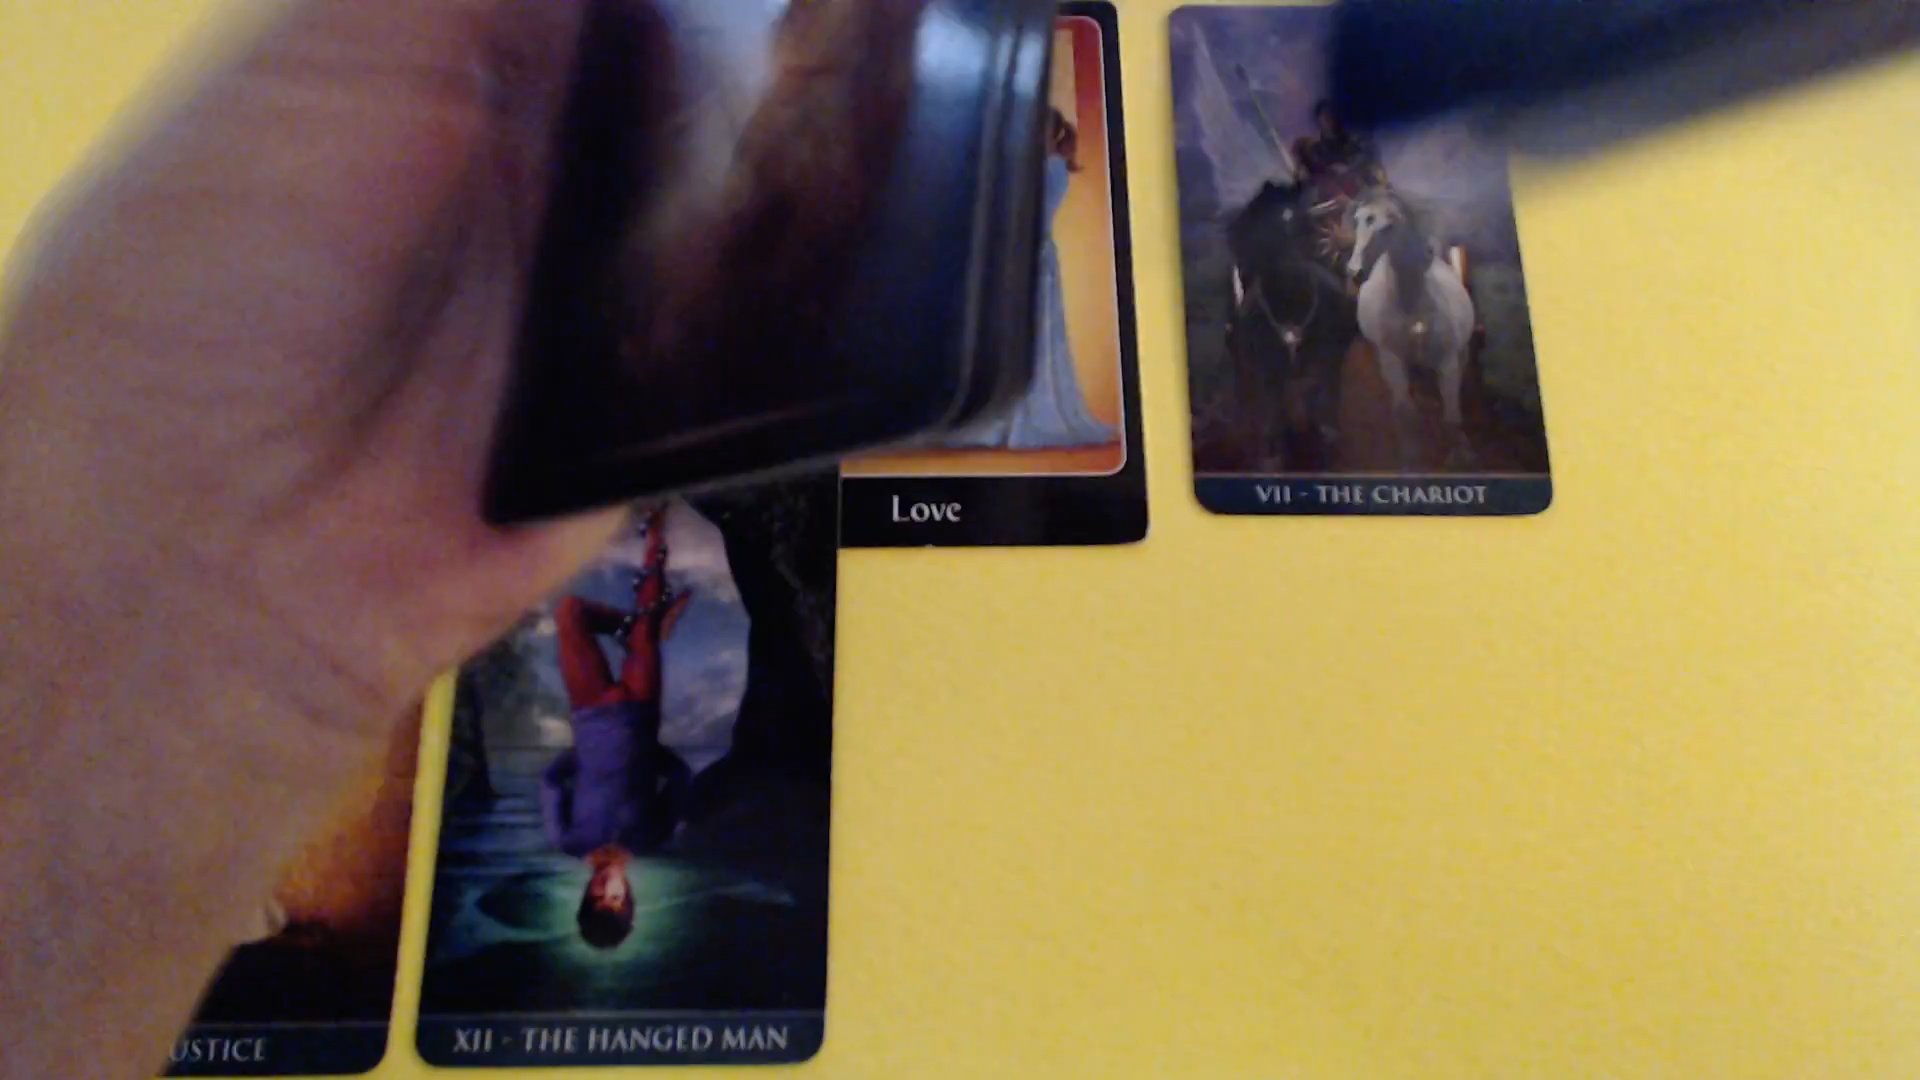 Love
VII - THE CHARIOT
USTICE
XII - THE HANGED MAN